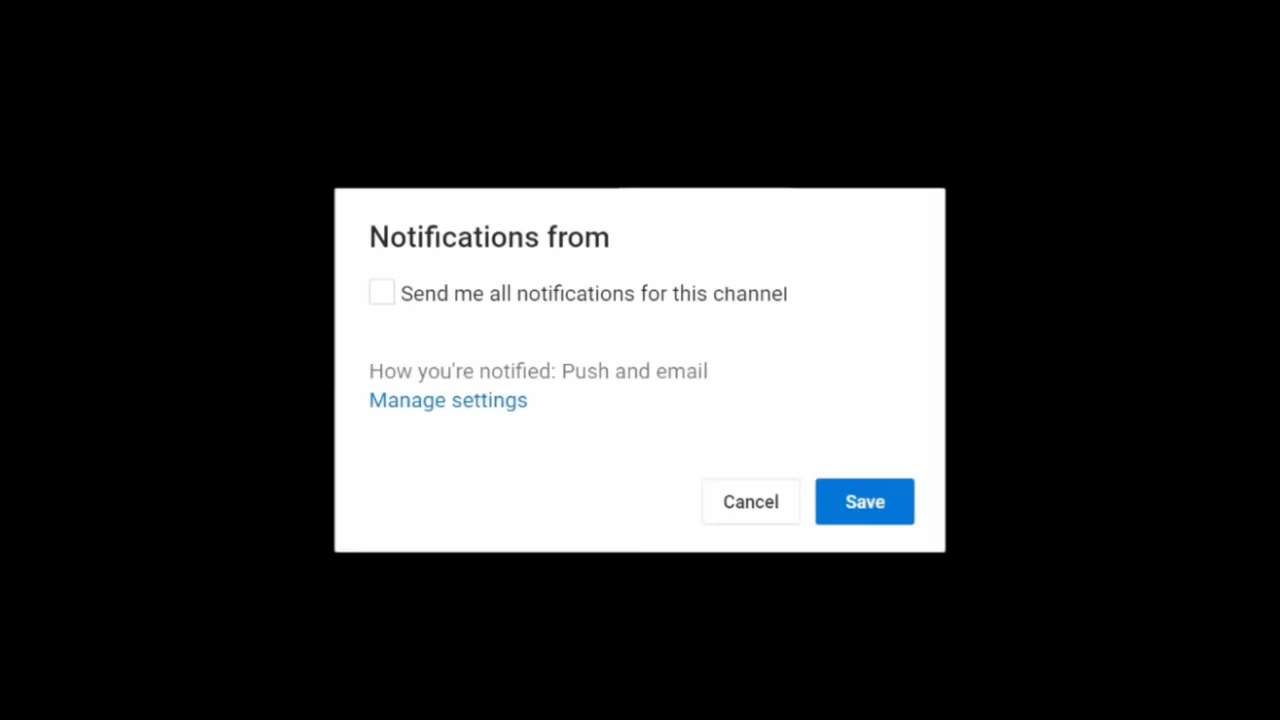 Notifications from
Send me all notifications for this channel
How you're notified: Push and email
Manage settings
Cancel Save